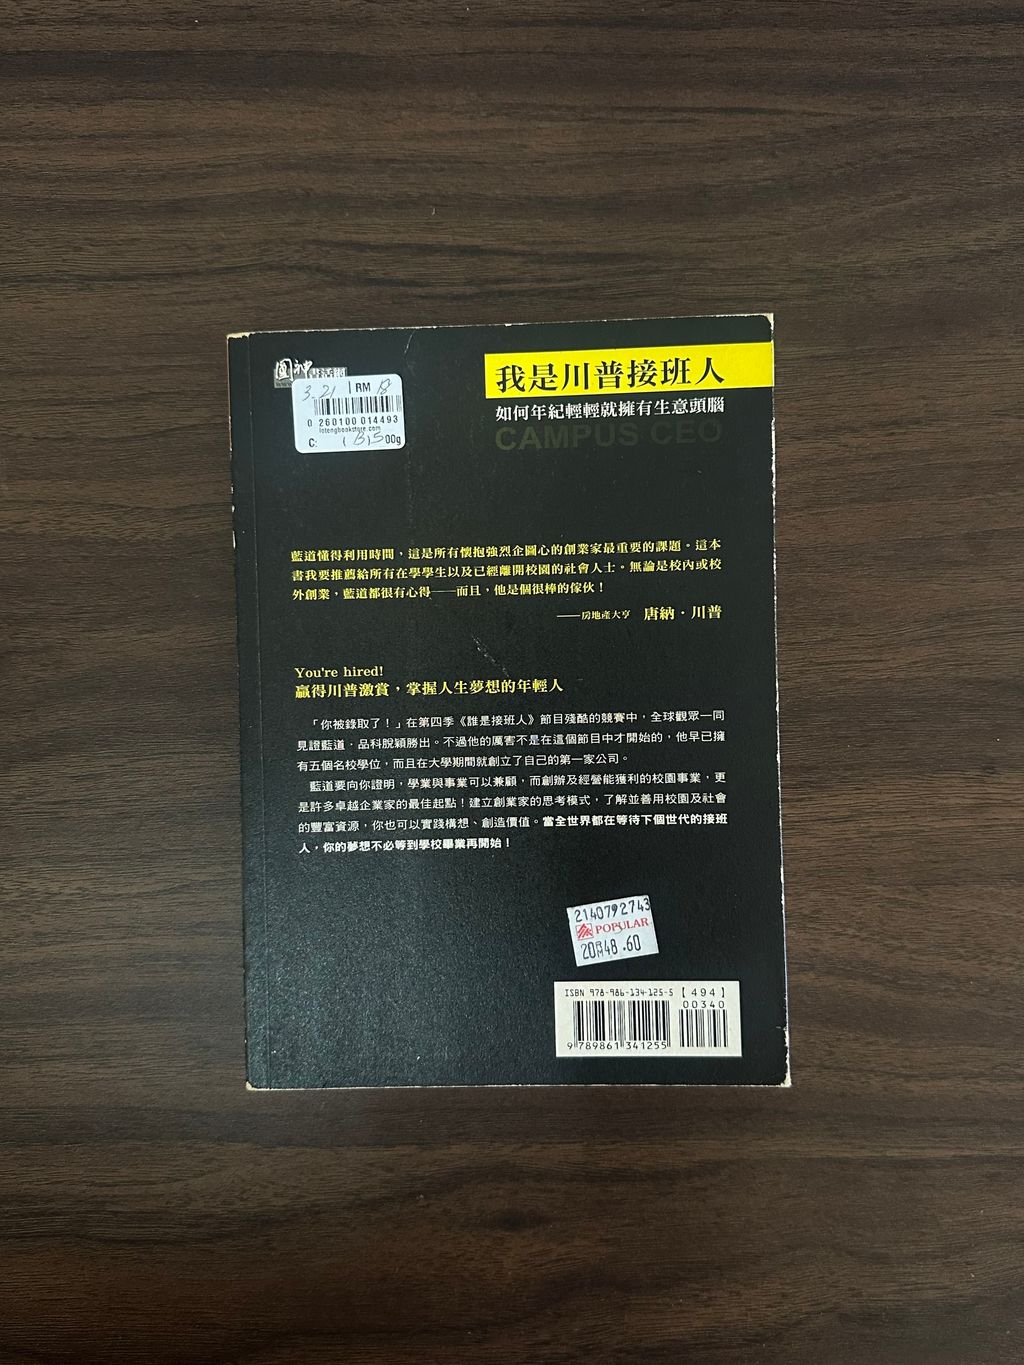 圓神書活網
我是川普接班人
如何年紀輕輕就擁有生意頭腦
CAMPUS CEO
3-21 RM 18
0 260100 014493
lotengbookstore.com
C: 00g
藍道懂得利用時間，這是所有懷抱強烈企圖心的創業家最重要的課題。這本
書我要推薦給所有在學學生以及已經離開校園的社會人士。無論是校內或校
外創業，藍道都很有心得──而且，他是個很棒的傢伙！
──房地產大亨 唐納・川普
You're hired!
贏得川普激賞，掌握人生夢想的年輕人
「你被錄取了！」在第四季《誰是接班人》節目殘酷的競賽中，全球觀眾一同
見證藍道・品科脫穎勝出。不過他的厲害不是在這個節目中才開始的，他早已擁
有五個名校學位，而且在大學期間就創立了自己的第一家公司。
藍道要向你證明，學業與事業可以兼顧，而創辦及經營能獲利的校園事業，更
是許多卓越企業家的最佳起點！建立創業家的思考模式，了解並善用校園及社會
的豐富資源，你也可以實踐構想、創造價值。當全世界都在等待下個世代的接班
人，你的夢想不必等到學校畢業再開始！
2140792743
POPULAR
20RM48.60
ISBN 978-986-134-125-5 【494】
00340
9 789861 341255